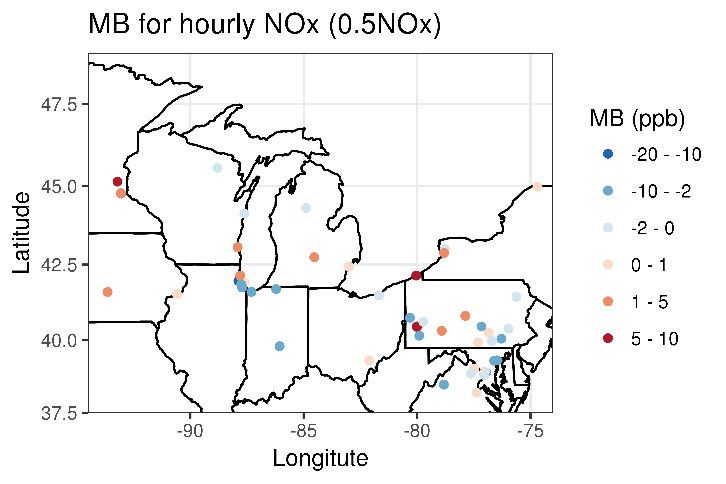 MB for hourly NOx (0.5NOx)
47.5
45.0
42.5
40.0
37.5
Latitude
-90
-85
-80
-75
Longitute
MB (ppb)
-20 - -10
-10 - -2
-2 - 0
0 - 1
1 - 5
5 - 10